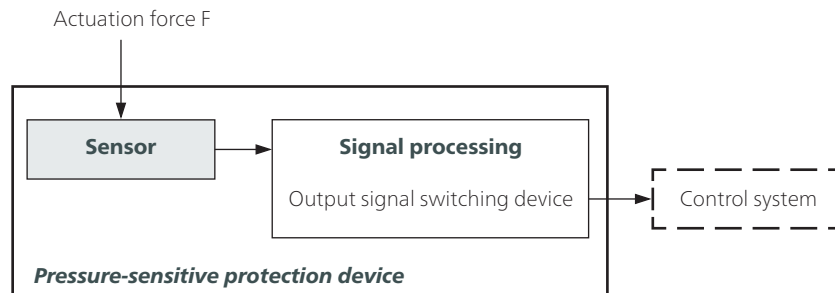 Actuation force F
Sensor
Signal processing
Output signal switching device
Control system
Pressure-sensitive protection device